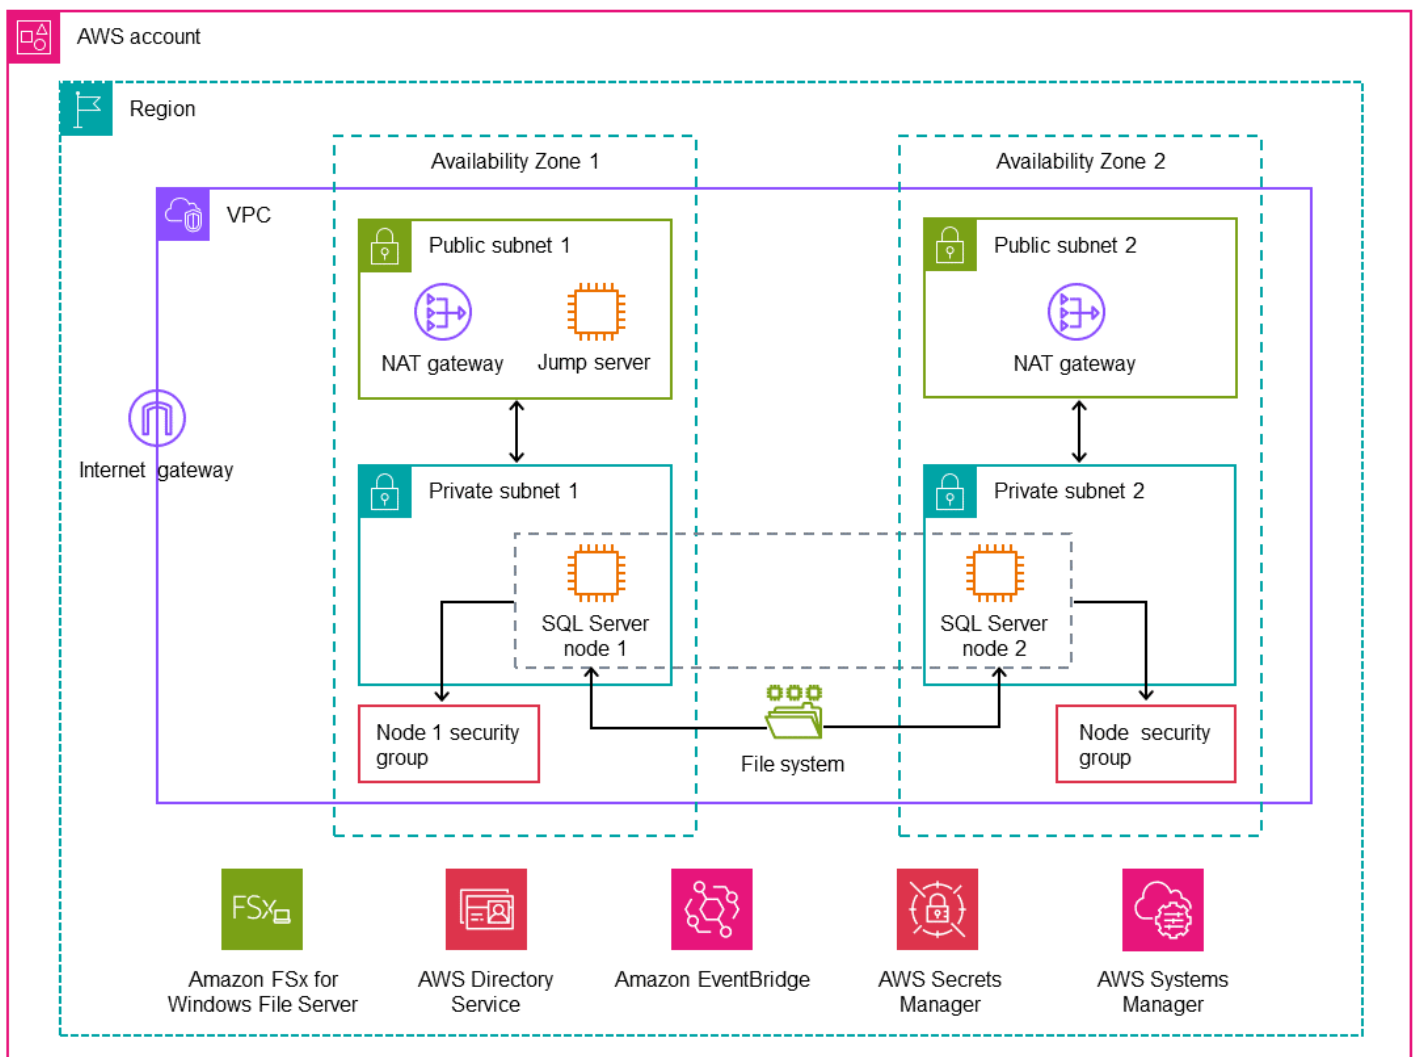 AWS account
Region
Availability Zone 1
Availability Zone 2
VPC
Public subnet 1
Public subnet 2
NAT gateway
Jump server
NAT gateway
Internet gateway
Private subnet 1
Private subnet 2
SQL Server
node 1
SQL Server
node 2
Node 1 security
group
File system
Node security
group
FSx
Amazon FSx for
Windows File Server
AWS Directory
Service
Amazon EventBridge
AWS Secrets
Manager
AWS Systems
Manager